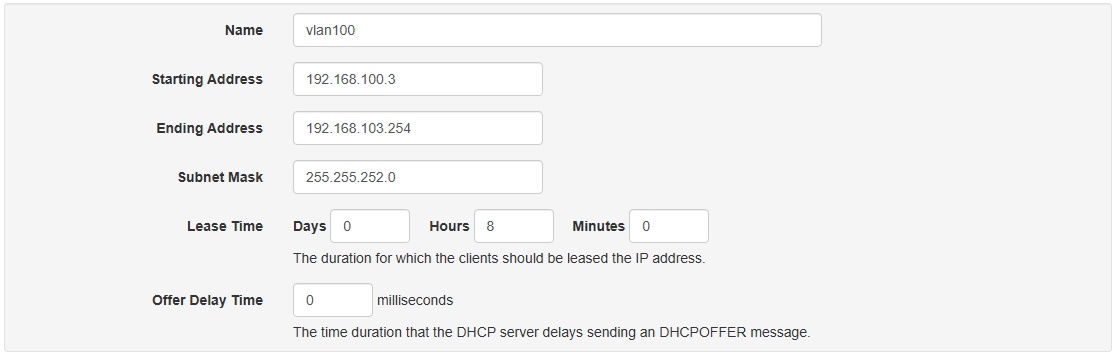 Name vlan100
Starting Address 192.168.100.3
Ending Address 192.168.103.254
Subnet Mask 255.255.252.0
Lease Time Days 0 Hours 8 Minutes 0
The duration for which the clients should be leased the IP address.
Offer Delay Time 0 milliseconds
The time duration that the DHCP server delays sending an DHCPOFFER message.